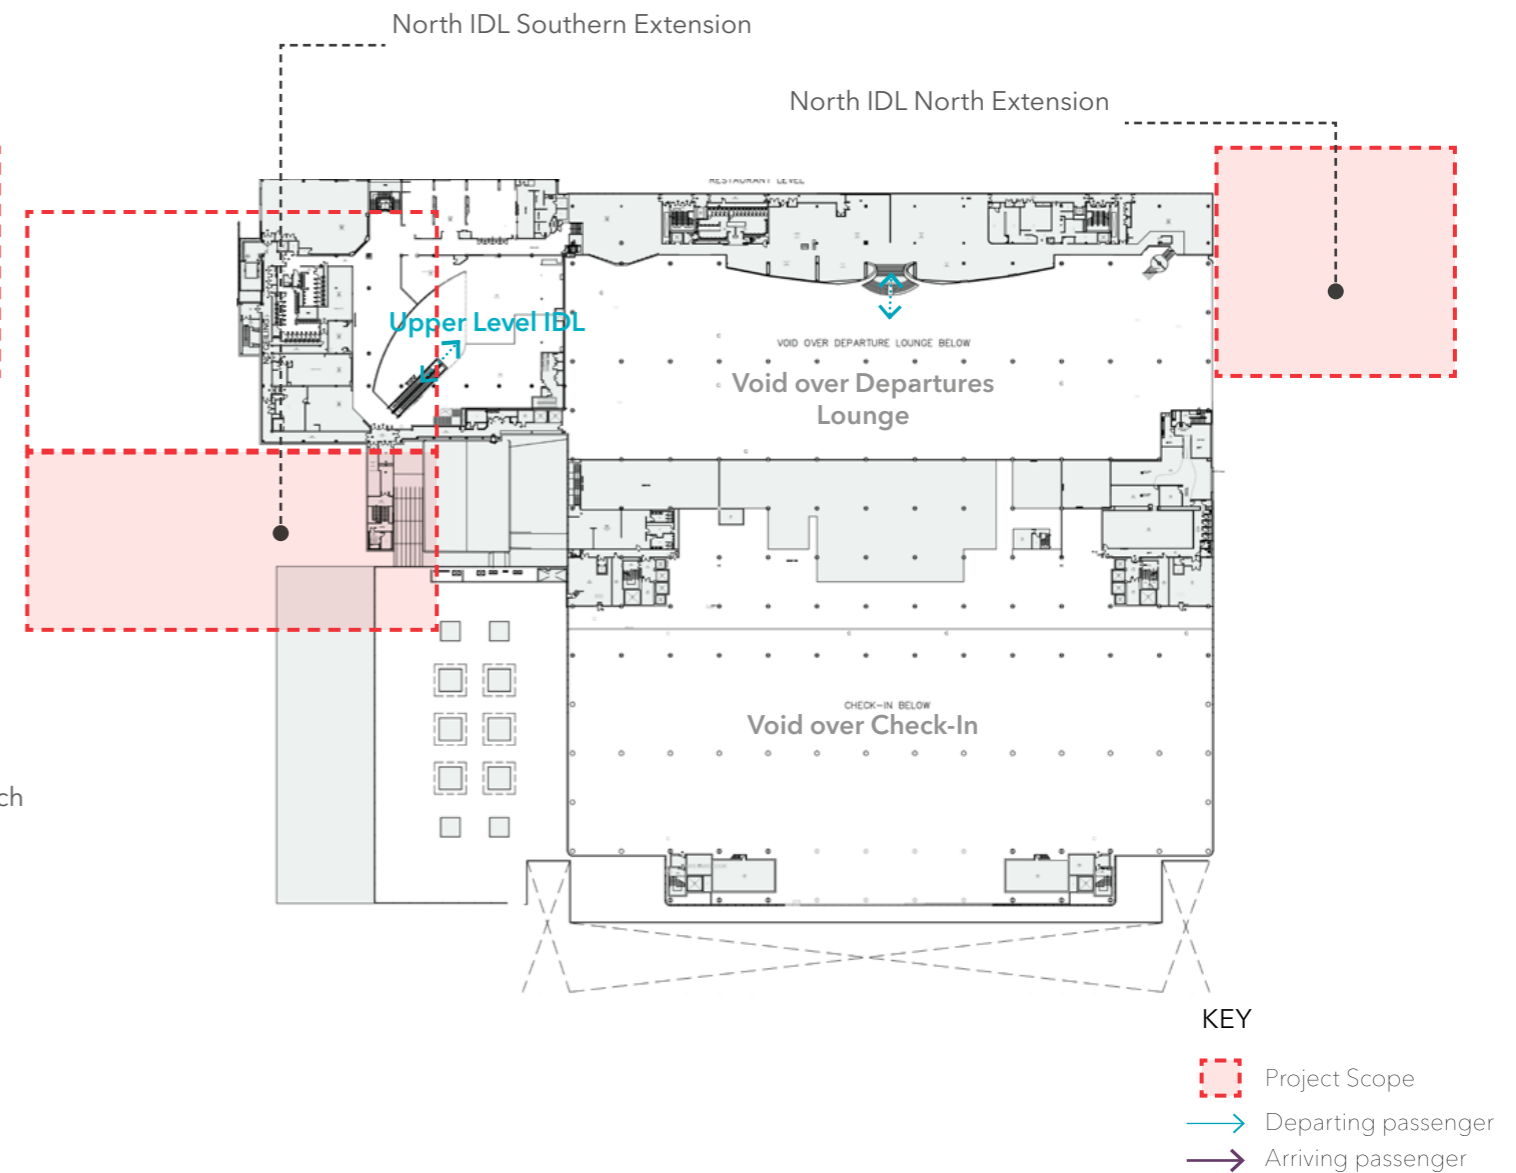 North IDL Southern Extension
North IDL North Extension
RESTAURANT LEVEL
Upper Level IDL
VOID OVER DEPARTURE LOUNGE BELOW
Void over Departures
Lounge
CHECK-IN BELOW
Void over Check-In
ch
KEY
Project Scope
Departing passenger
Arriving passenger